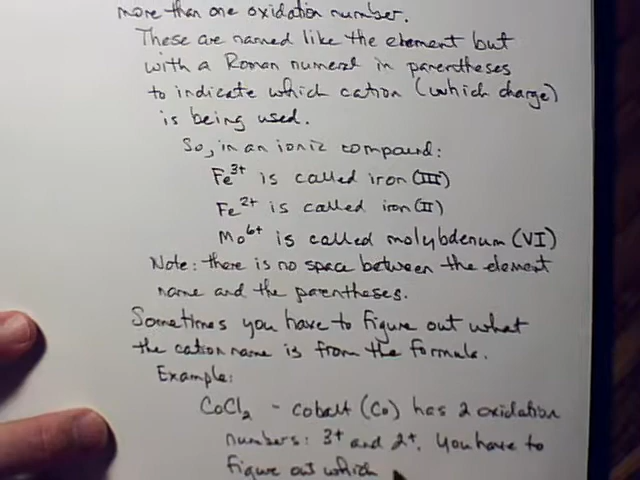 more than one oxidation number.
These are named like the element but
with a Roman numeral in parentheses
to indicate which cation (which charge)
is being used.
So, in an ionic compound:
Fe³⁺ is called iron(III)
Fe²⁺ is called iron(II)
Mo⁶⁺ is called molybdenum(VI)
Note: there is no space between the element
name and the parentheses.
Sometimes you have to figure out what
the cation name is from the formula.
Example:
CoCl₂ - cobalt (Co) has 2 oxidation
numbers: 3⁺ and 2⁺. You have to
figure out which